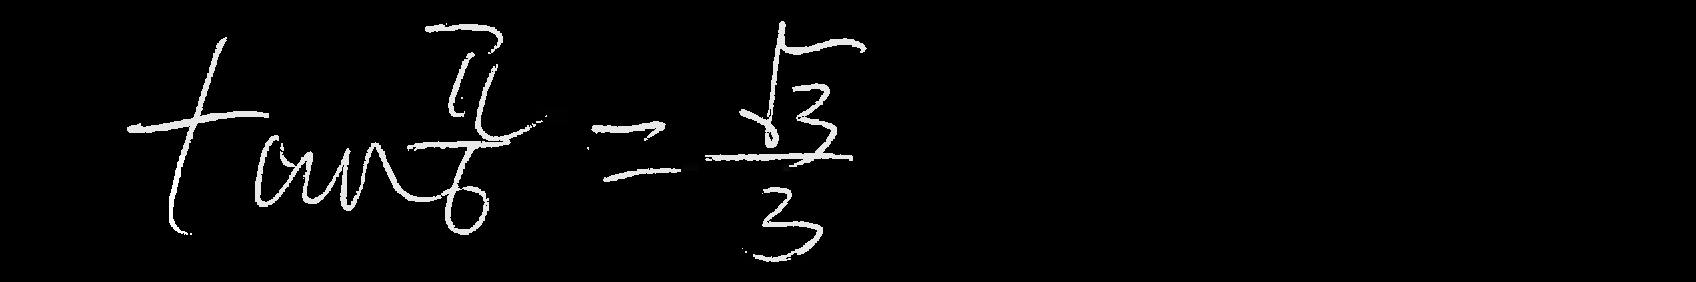 tan π/6 = √3/3